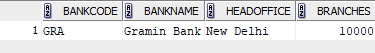 BANKCODE BANKNAME HEADOFFICE BRANCHES
1 GRA Gramin Bank New Delhi 10000